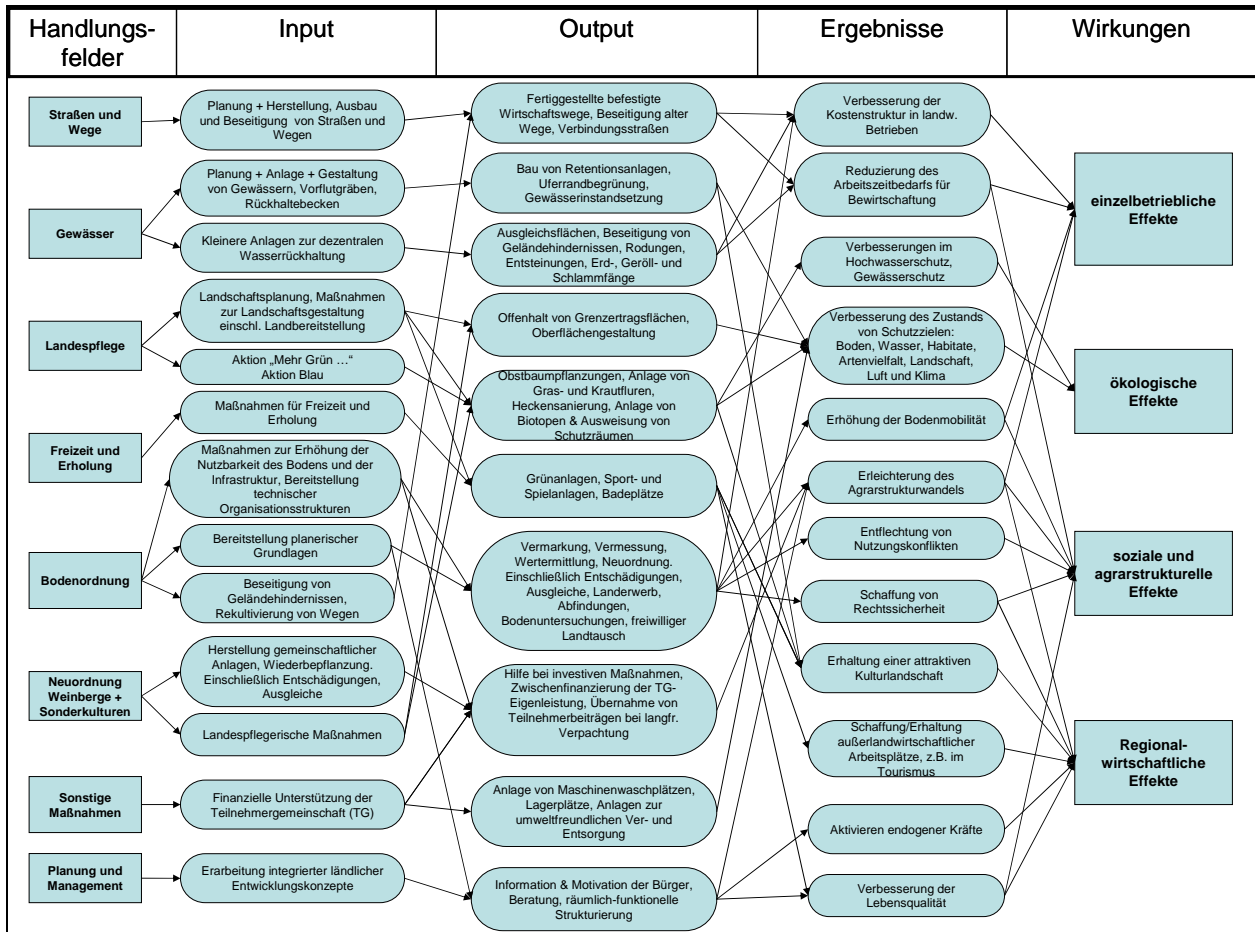 Handlungs-
felder
Input
Output
Ergebnisse
Wirkungen
Straßen und
Wege
Gewässer
Landespflege
Freizeit und
Erholung
Bodenordnung
Neuordnung
Weinberge +
Sonderkulturen
Sonstige
Maßnahmen
Planung und
Management
Planung + Herstellung, Ausbau
und Beseitigung von Straßen und
Wegen
Planung + Anlage + Gestaltung
von Gewässern, Vorflutgräben,
Rückhaltebecken
Kleinere Anlagen zur dezentralen
Wasserrückhaltung
Landschaftsplanung, Maßnahmen
zur Landschaftsgestaltung
einschl. Landbereitstellung
Aktion „Mehr Grün …“
Aktion Blau
Maßnahmen für Freizeit und
Erholung
Maßnahmen zur Erhöhung der
Nutzbarkeit des Bodens und der
Infrastruktur, Bereitstellung
technischer
Organisationsstrukturen
Bereitstellung planerischer
Grundlagen
Beseitigung von
Geländehindernissen,
Rekultivierung von Wegen
Herstellung gemeinschaftlicher
Anlagen, Wiederbepflanzung.
Einschließlich Entschädigungen,
Ausgleiche
Landespflegerische Maßnahmen
Finanzielle Unterstützung der
Teilnehmergemeinschaft (TG)
Erarbeitung integrierter ländlicher
Entwicklungskonzepte
Fertiggestellte befestigte
Wirtschaftswege, Beseitigung alter
Wege, Verbindungsstraßen
Bau von Retentionsanlagen,
Uferrandbegrünung,
Gewässerinstandsetzung
Ausgleichsflächen, Beseitigung von
Geländehindernissen, Rodungen,
Entsteinungen, Erd-, Geröll- und
Schlammfänge
Offenhalt von Grenzertragsflächen,
Oberflächengestaltung
Obstbaumpflanzungen, Anlage von
Gras- und Krautfluren,
Heckensanierung, Anlage von
Biotopen & Ausweisung von
Schutzräumen
Grünanlagen, Sport- und
Spielanlagen, Badeplätze
Vermarkung, Vermessung,
Wertermittlung, Neuordnung.
Einschließlich Entschädigungen,
Ausgleiche, Landerwerb,
Abfindungen,
Bodenuntersuchungen, freiwilliger
Landtausch
Hilfe bei investiven Maßnahmen,
Zwischenfinanzierung der TG-
Eigenleistung, Übernahme von
Teilnehmerbeiträgen bei langfr.
Verpachtung
Anlage von Maschinenwaschplätzen,
Lagerplätze, Anlagen zur
umweltfreundlichen Ver- und
Entsorgung
Information & Motivation der Bürger,
Beratung, räumlich-funktionelle
Strukturierung
Verbesserung der
Kostenstruktur in landw.
Betrieben
Reduzierung des
Arbeitszeitbedarfs für
Bewirtschaftung
Verbesserungen im
Hochwasserschutz,
Gewässerschutz
Verbesserung des Zustands
von Schutzzielen:
Boden, Wasser, Habitate,
Artenvielfalt, Landschaft,
Luft und Klima
Erhöhung der Bodenmobilität
Erleichterung des
Agrarstrukturwandels
Entflechtung von
Nutzungskonflikten
Schaffung von
Rechtssicherheit
Erhaltung einer attraktiven
Kulturlandschaft
Schaffung/Erhaltung
außerlandwirtschaftlicher
Arbeitsplätze, z.B. im
Tourismus
Aktivieren endogener Kräfte
Verbesserung der
Lebensqualität
einzelbetriebliche
Effekte
ökologische
Effekte
soziale und
agrarstrukturelle
Effekte
Regional-
wirtschaftliche
Effekte